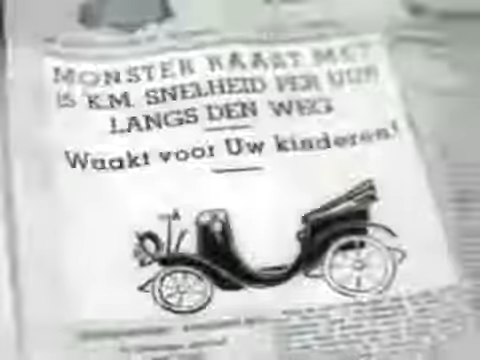 MONSTER RAAST MET
15 K.M. SNELHEID PER UUR
LANGS DEN WEG
Waakt voor Uw kinderen!